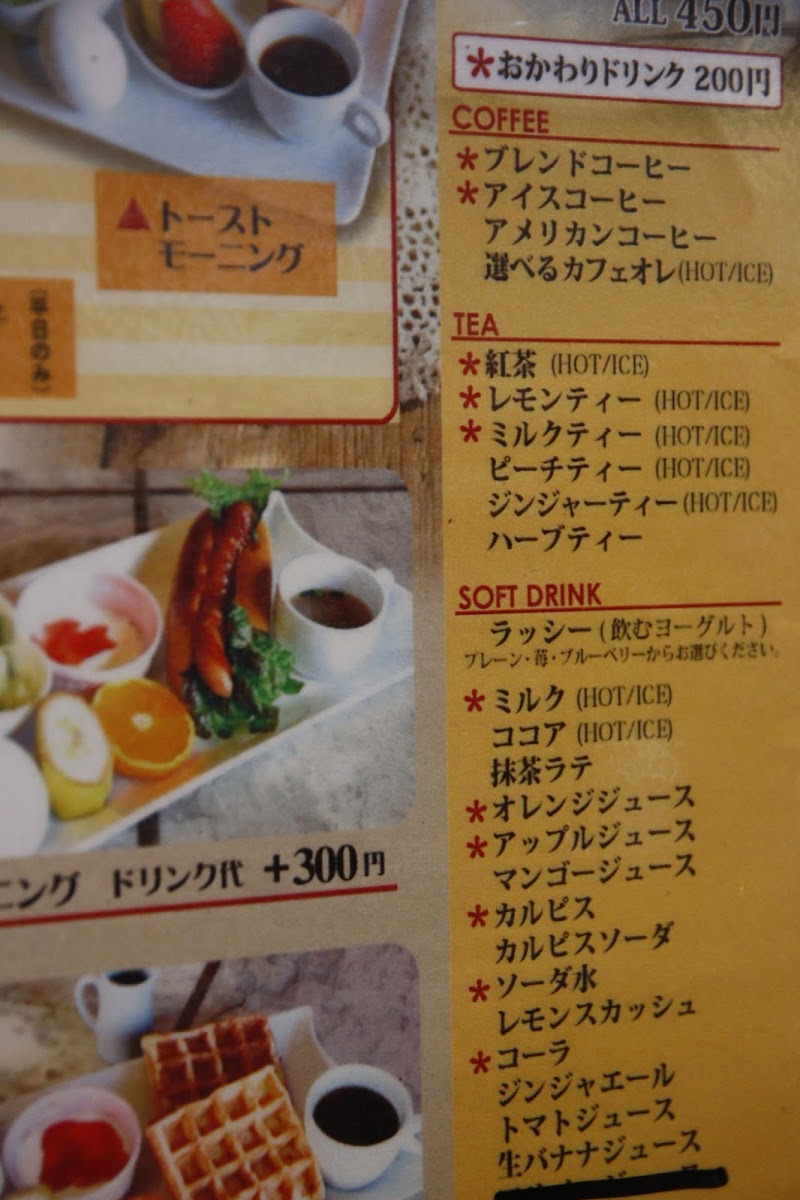 ALL 450円
*おかわりドリンク 200円
COFFEE
*ブレンドコーヒー
*アイスコーヒー
アメリカンコーヒー
選べるカフェオレ(HOT/ICE)
TEA
*紅茶 (HOT/ICE)
*レモンティー (HOT/ICE)
*ミルクティー (HOT/ICE)
ピーチティー (HOT/ICE)
ジンジャーティー(HOT/ICE)
ハーブティー
SOFT DRINK
ラッシー(飲むヨーグルト)
プレーン・苺・ブルーベリーからお選びください。
*ミルク (HOT/ICE)
ココア (HOT/ICE)
抹茶ラテ
*オレンジジュース
*アップルジュース
マンゴージュース
*カルピス
カルピスソーダ
*ソーダ水
レモンスカッシュ
*コーラ
ジンジャエール
トマトジュース
生バナナジュース
▲トースト
モーニング
(平日のみ)
ニング ドリンク代 +300円